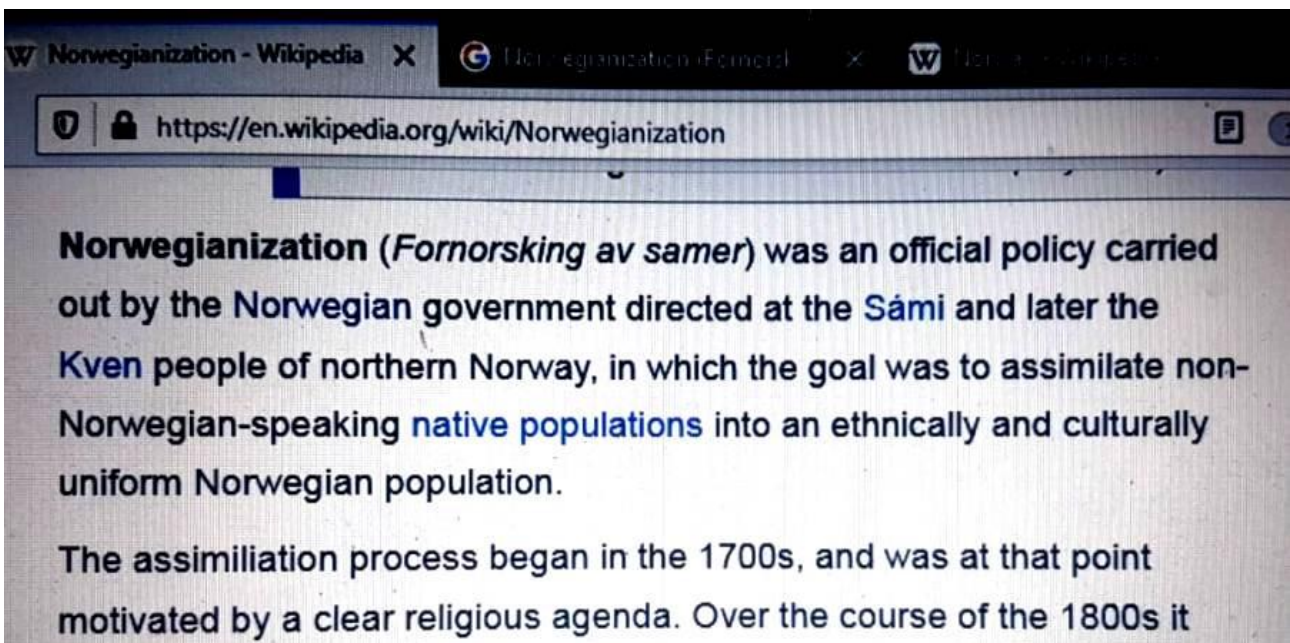 Norwegianization - Wikipedia
https://en.wikipedia.org/wiki/Norwegianization
Norwegianization (Fornorsking av samer) was an official policy carried
out by the Norwegian government directed at the Sámi and later the
Kven people of northern Norway, in which the goal was to assimilate non-
Norwegian-speaking native populations into an ethnically and culturally
uniform Norwegian population.
The assimiliation process began in the 1700s, and was at that point
motivated by a clear religious agenda. Over the course of the 1800s it